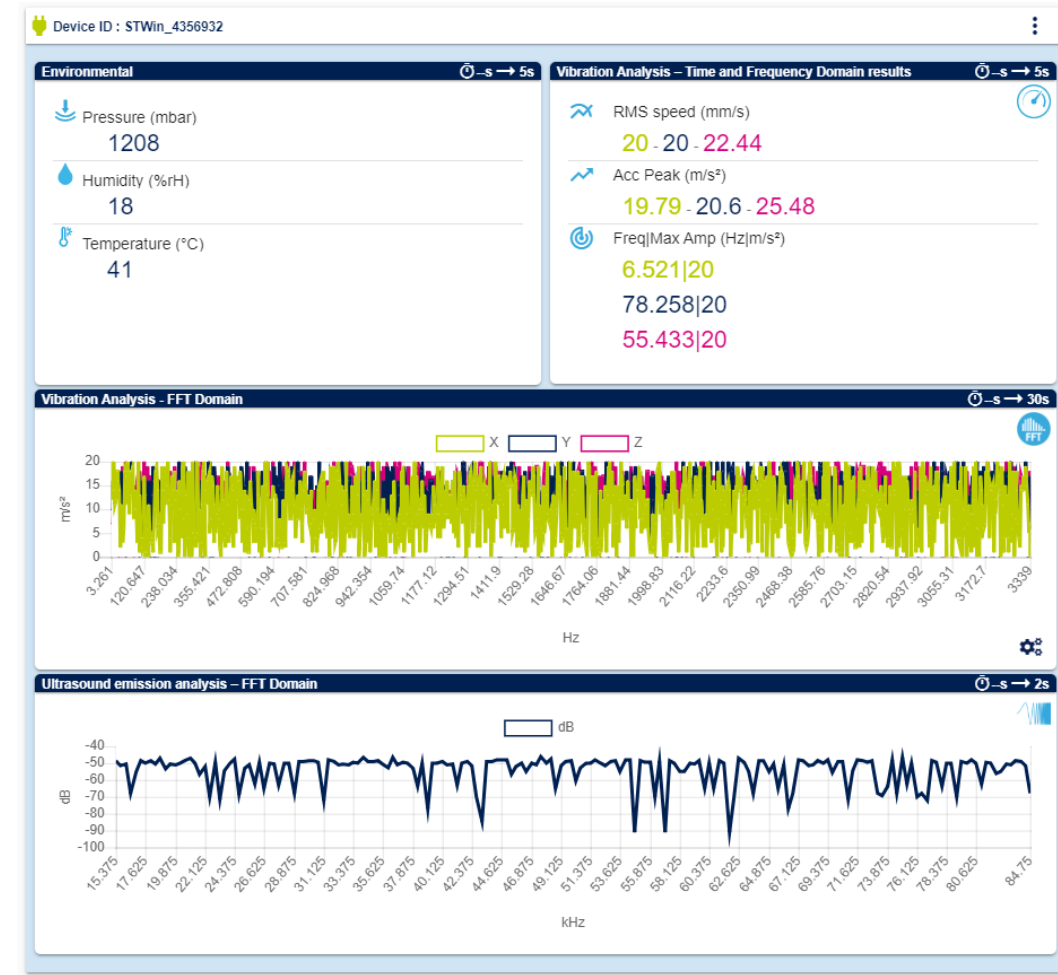 Device ID : STWin_4356932
Environmental --s → 5s
Pressure (mbar)
1208
Humidity (%rH)
18
Temperature (°C)
41
Vibration Analysis – Time and Frequency Domain results --s → 5s
RMS speed (mm/s)
20 - 20 - 22.44
Acc Peak (m/s²)
19.79 - 20.6 - 25.48
Freq|Max Amp (Hz|m/s²)
6.521|20
78.258|20
55.433|20
Vibration Analysis - FFT Domain --s → 30s
FFT
X Y Z
20
15
10
5
0
m/s²
3.261 120.647 238.034 355.421 472.808 590.194 707.581 824.968 942.354 1059.74 1177.12 1294.51 1411.9 1529.28 1646.67 1764.06 1881.44 1998.83 2116.22 2233.6 2350.99 2468.38 2585.76 2703.15 2820.54 2937.92 3055.31 3172.7 3339
Hz
Ultrasound emission analysis – FFT Domain --s → 2s
dB
-40
-50
-60
-70
-80
-90
-100
dB
15.375 17.625 19.875 22.125 24.375 26.625 28.875 31.125 33.375 35.625 37.875 40.125 42.375 44.625 46.875 49.125 51.375 53.625 55.875 58.125 60.375 62.625 64.875 67.125 69.375 71.625 73.875 76.125 78.375 80.625 84.75
kHz